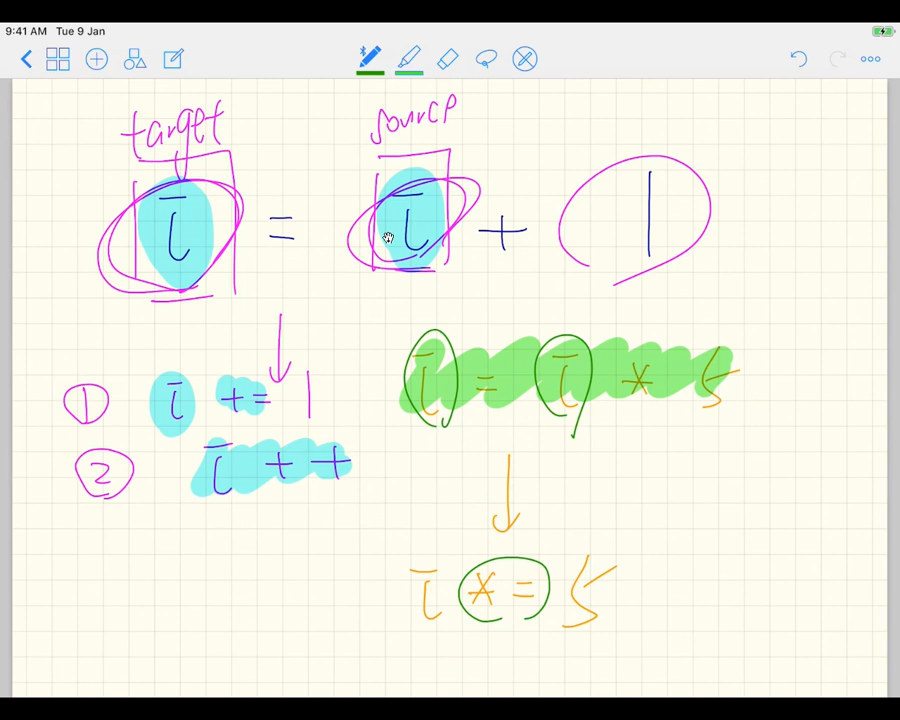 9:41 AM Tue 9 Jan
target
source
i = i + 1
① i += 1
② i++
i = i * 5
i *= 5